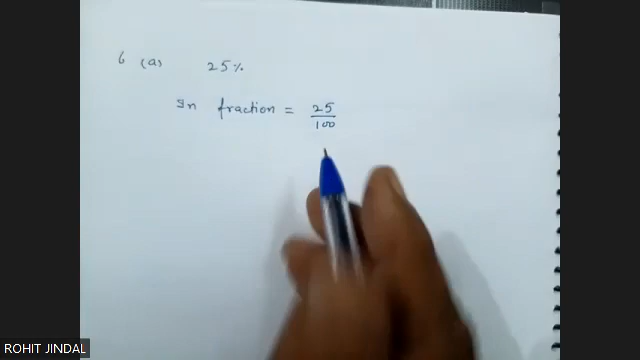 6 (a) 25%
In fraction = 25/100
ROHIT JINDAL